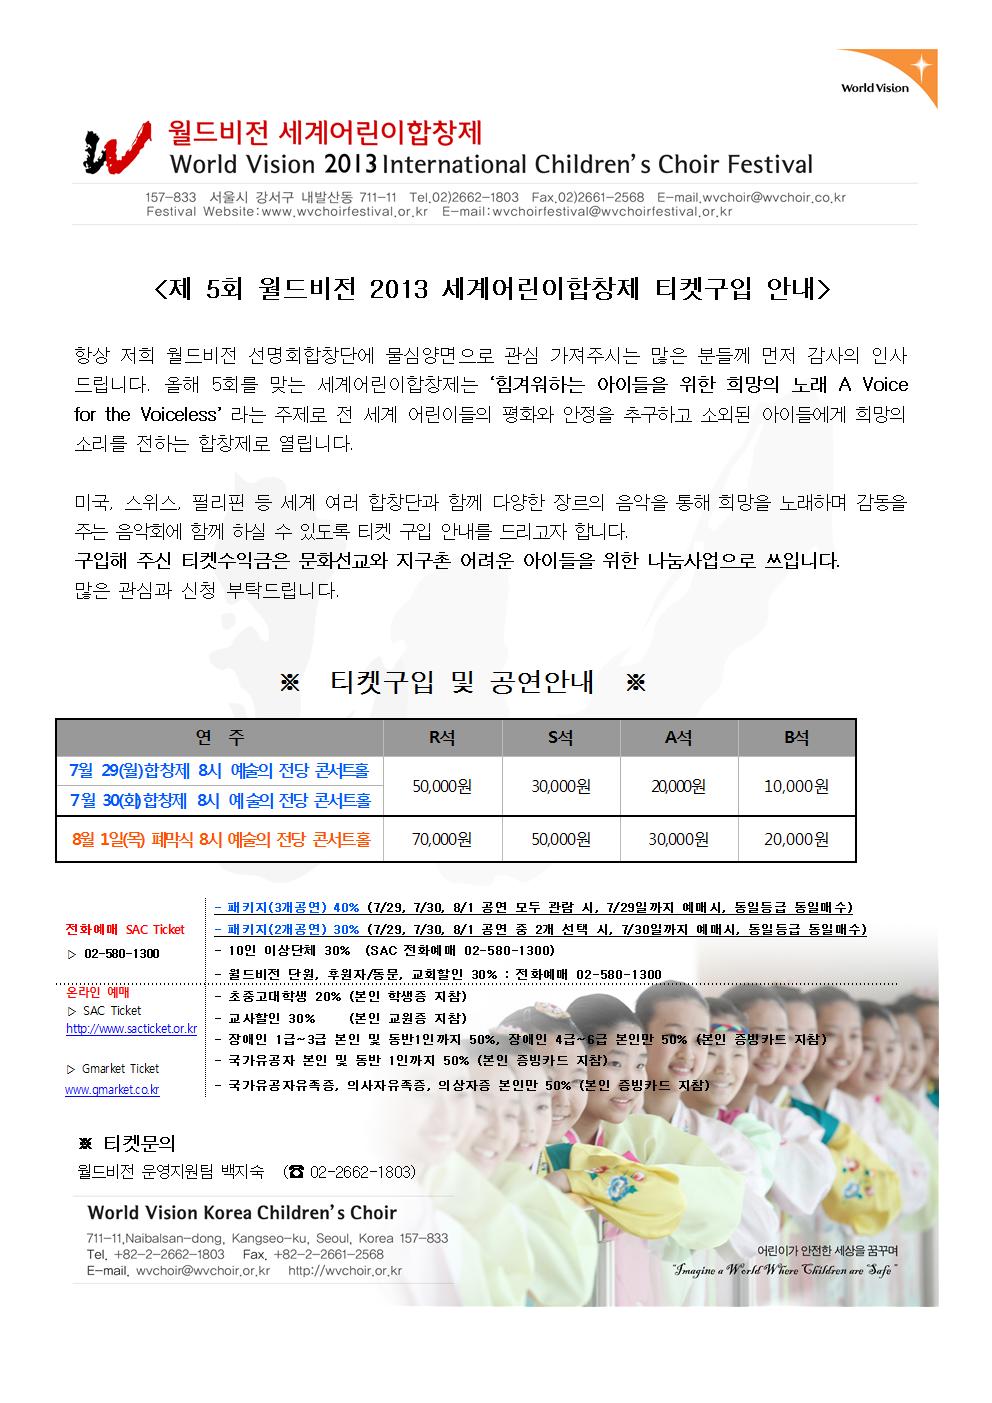 World Vision
월드비전 세계어린이합창제
World Vision 2013 International Children's Choir Festival
157-833 서울시 강서구 내발산동 711-11 Tel.02)2662-1803 Fax.02)2661-2568 E-mail.wvchoir@wvchoir.co.kr
Festival Website:www.wvchoirfestival.or.kr E-mail:wvchoirfestival@wvchoirfestival.or.kr
<제 5회 월드비전 2013 세계어린이합창제 티켓구입 안내>
항상 저희 월드비전 선명회합창단에 물심양면으로 관심 가져주시는 많은 분들께 먼저 감사의 인사
드립니다. 올해 5회를 맞는 세계어린이합창제는 ‘힘겨워하는 아이들을 위한 희망의 노래 A Voice
for the Voiceless’ 라는 주제로 전 세계 어린이들의 평화와 안정을 추구하고 소외된 아이들에게 희망의
소리를 전하는 합창제로 열립니다.
미국, 스위스, 필리핀 등 세계 여러 합창단과 함께 다양한 장르의 음악을 통해 희망을 노래하며 감동을
주는 음악회에 함께 하실 수 있도록 티켓 구입 안내를 드리고자 합니다.
구입해 주신 티켓수익금은 문화선교와 지구촌 어려운 아이들을 위한 나눔사업으로 쓰입니다.
많은 관심과 신청 부탁드립니다.
※ 티켓구입 및 공연안내 ※
연 주 R석 S석 A석 B석
7월 29(월)합창제 8시 예술의 전당 콘서트홀
50,000원 30,000원 20,000원 10,000원
7월 30(화)합창제 8시 예술의 전당 콘서트홀
8월 1일(목) 폐막식 8시 예술의 전당 콘서트홀 70,000원 50,000원 30,000원 20,000원
- 패키지(3개공연) 40% (7/29, 7/30, 8/1 공연 모두 관람 시, 7/29일까지 예매시, 동일등급 동일매수)
전화예매 SAC Ticket
- 패키지(2개공연) 30% (7/29, 7/30, 8/1 공연 중 2개 선택 시, 7/30일까지 예매시, 동일등급 동일매수)
▷ 02-580-1300
- 10인 이상단체 30% (SAC 전화예매 02-580-1300)
- 월드비전 단원, 후원자/동문, 교회할인 30% : 전화예매 02-580-1300
온라인 예매
- 초중고대학생 20% (본인 학생증 지참)
▷ SAC Ticket
- 교사할인 30% (본인 교원증 지참)
http://www.sacticket.or.kr
- 장애인 1급~3급 본인 및 동반1인까지 50%, 장애인 4급~6급 본인만 50% (본인 증빙카트 지참)
- 국가유공자 본인 및 동반 1인까지 50% (본인 증빙카드 지참)
▷ Gmarket Ticket
- 국가유공자유족증, 의사자유족증, 의상자증 본인만 50% (본인 증빙카드 지참)
www.gmarket.co.kr
※ 티켓문의
월드비전 운영지원팀 백지숙 (☎ 02-2662-1803)
World Vision Korea Children's Choir
711-11,Naibalsan-dong, Kangseo-ku, Seoul, Korea 157-833
Tel. +82-2-2662-1803 Fax. +82-2-2661-2568
E-mail. wvchoir@wvchoir.or.kr http://wvchoir.or.kr
어린이가 안전한 세상을 꿈꾸며
"Imagine a World Where Children are Safe"